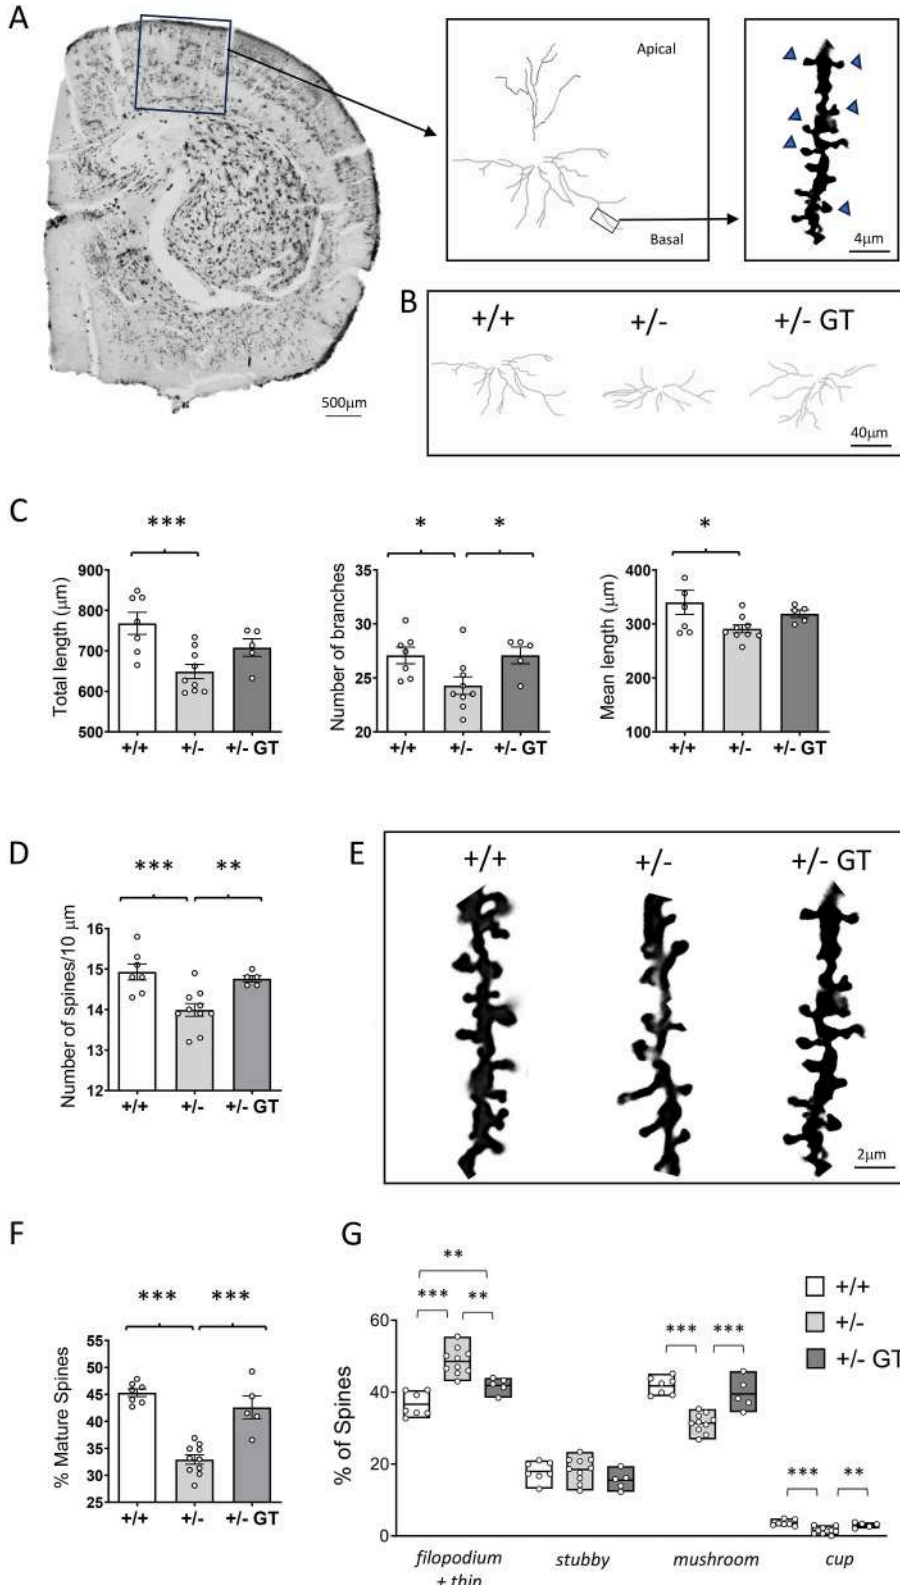 A
Apical
Basal
4μm
500μm
B
+/+ +/- +/- GT
40μm
C
*** * * *
Total length (μm)
900
800
700
600
500
+/+ +/- +/- GT
Number of branches
35
30
25
20
+/+ +/- +/- GT
Mean length (μm)
400
300
200
100
+/+ +/- +/- GT
D
*** **
Number of spines/10 μm
16
15
14
13
12
+/+ +/- +/- GT
E
+/+ +/- +/- GT
2μm
F
*** ***
% Mature Spines
55
50
45
40
35
30
25
+/+ +/- +/- GT
G
**
*** **
*** ***
*** **
+/+
+/-
+/- GT
% of Spines
60
40
20
0
filopodium
+ thin
stubby
mushroom
cup